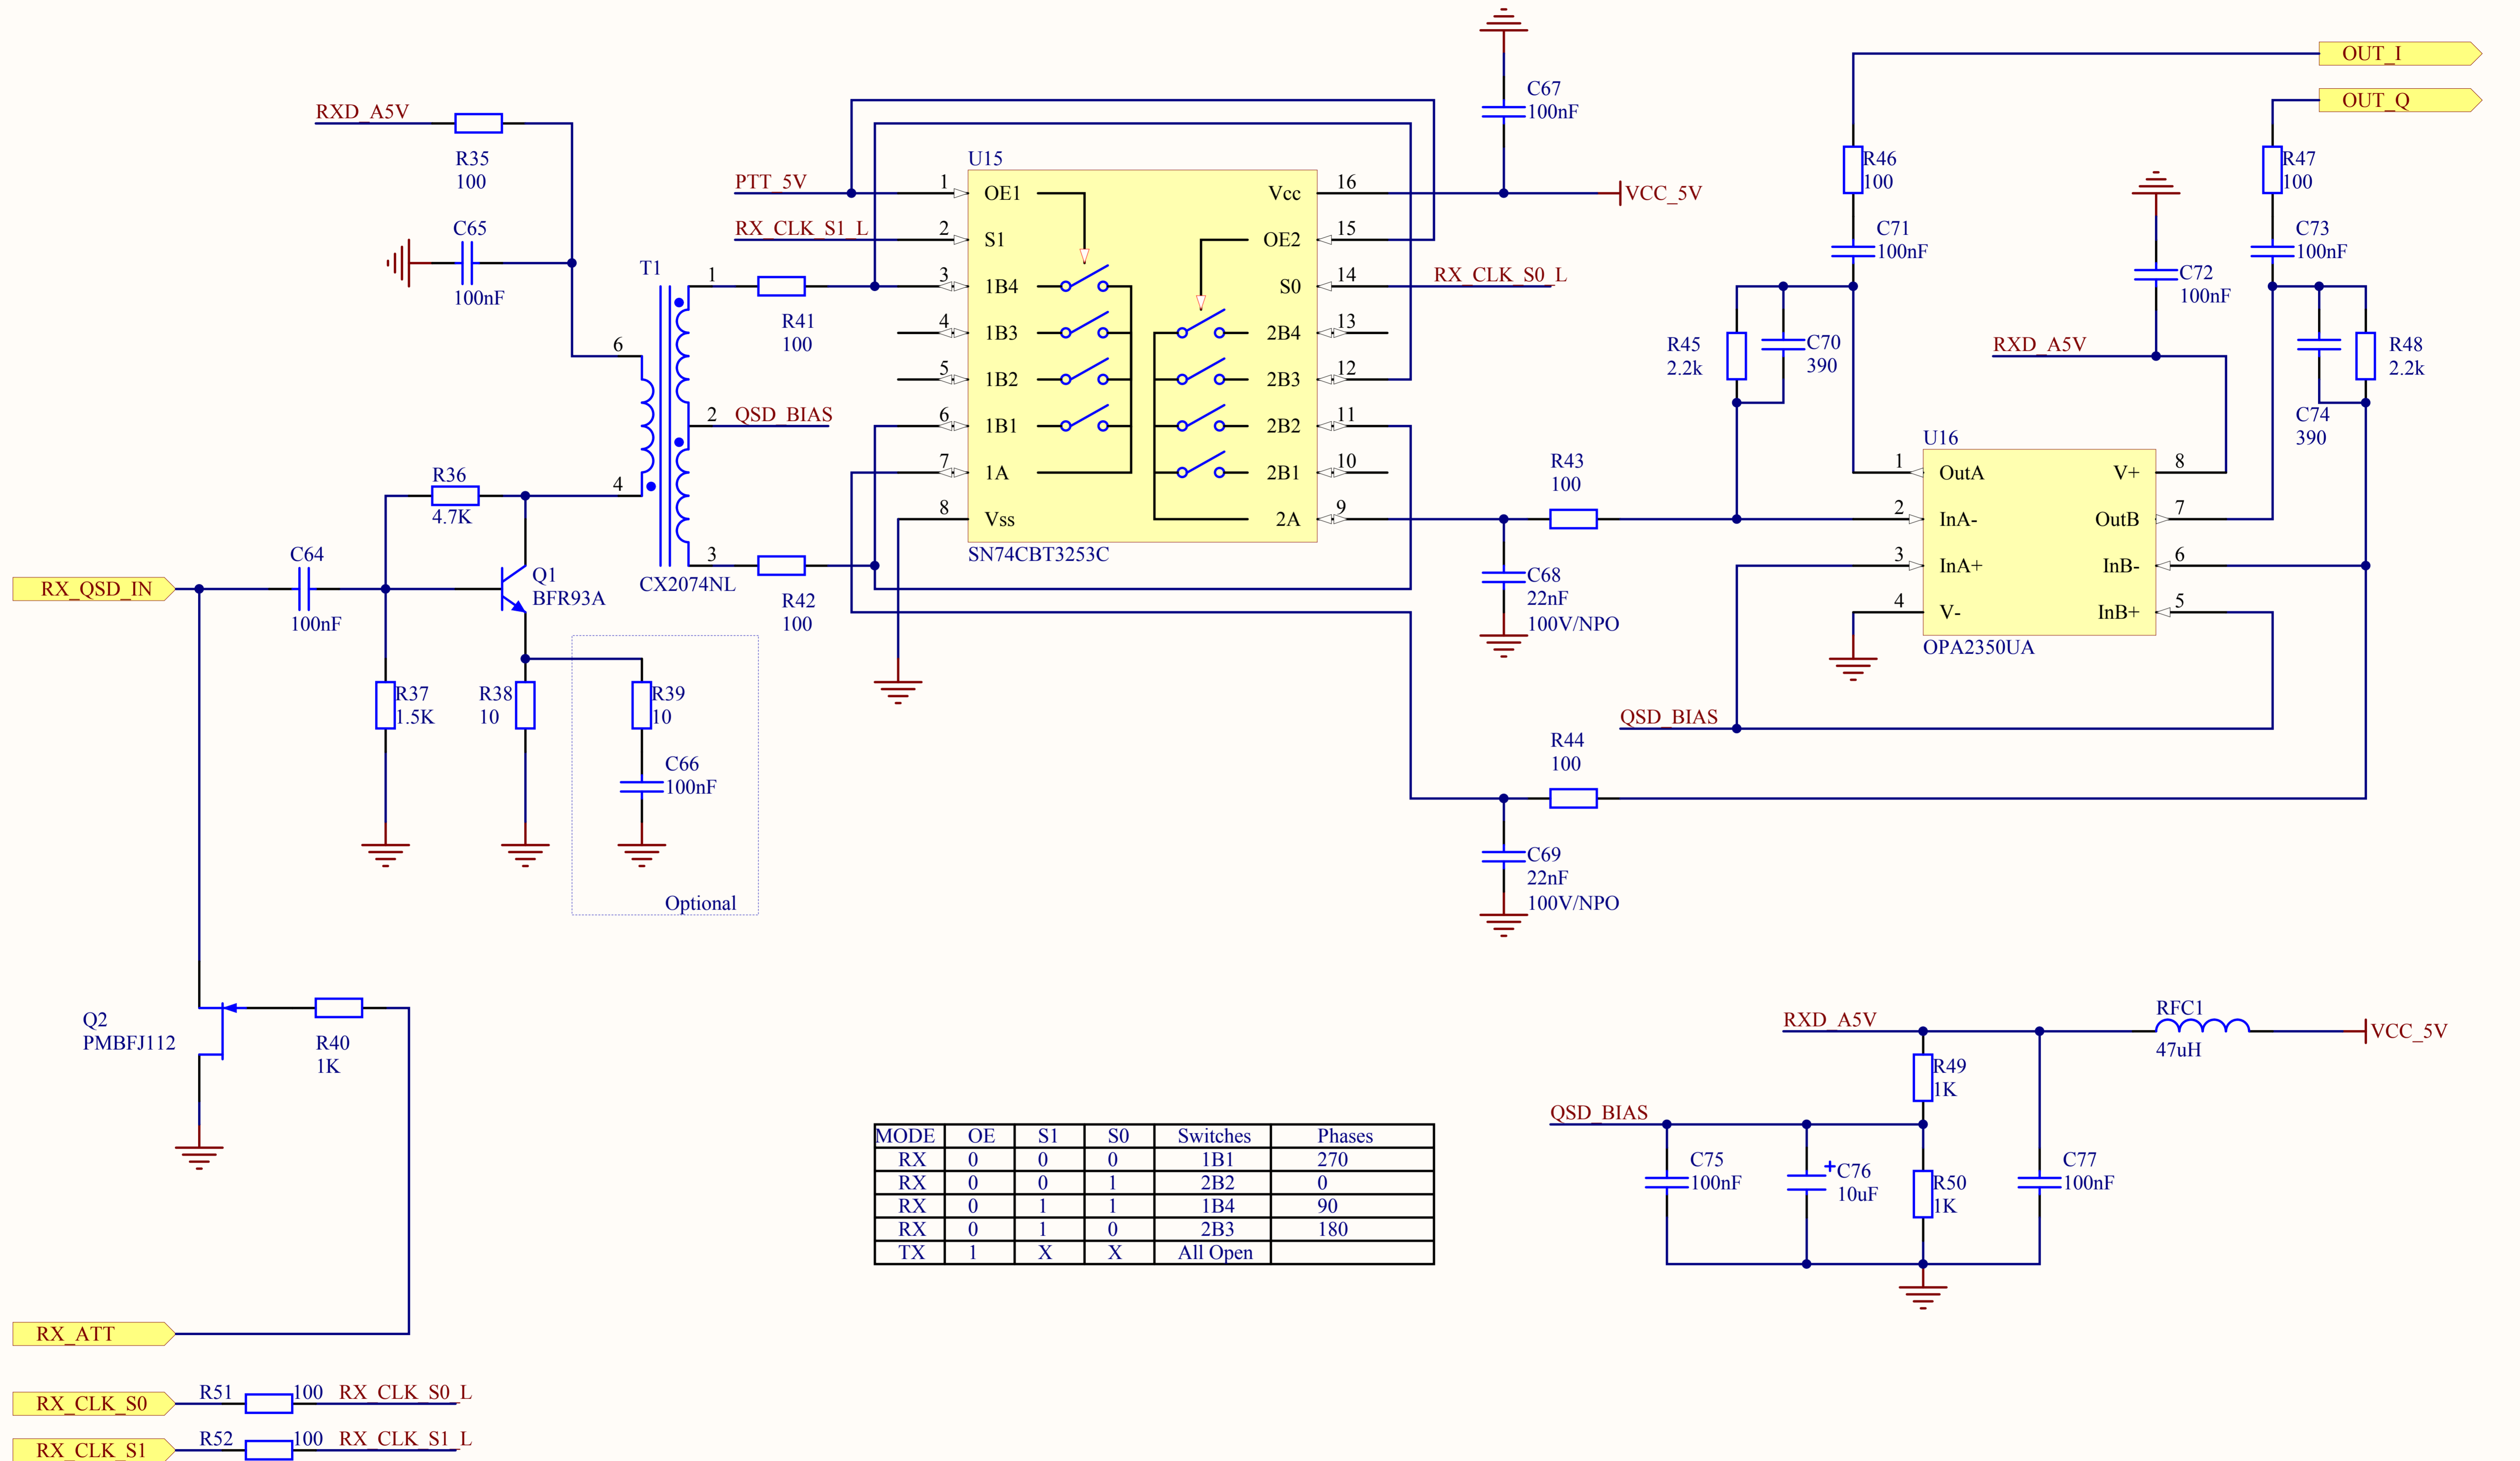 OUT_I
OUT_Q
RXD_A5V
R35
100
C65
100nF
T1
6
4
1
2
3
CX2074NL
QSD_BIAS
R41
100
R42
100
R36
4.7K
C64
100nF
RX_QSD_IN
Q1
BFR93A
R37
1.5K
R38
10
R39
10
C66
100nF
Optional
Q2
PMBFJ112
R40
1K
RX_ATT
RX_CLK_S0
R51
100
RX_CLK_S0_L
RX_CLK_S1
R52
100
RX_CLK_S1_L
PTT_5V
RX_CLK_S1_L
U15
1 OE1
2 S1
3 1B4
4 1B3
5 1B2
6 1B1
7 1A
8 Vss
Vcc 16
OE2 15
S0 14
2B4 13
2B3 12
2B2 11
2B1 10
2A 9
SN74CBT3253C
C67
100nF
VCC_5V
RX_CLK_S0_L
R43
100
C68
22nF
100V/NPO
R44
100
C69
22nF
100V/NPO
R46
100
C71
100nF
R45
2.2k
C70
390
R47
100
C73
100nF
C72
100nF
RXD_A5V
R48
2.2k
C74
390
U16
1 OutA
2 InA-
3 InA+
4 V-
V+ 8
OutB 7
InB- 6
InB+ 5
OPA2350UA
QSD_BIAS
MODE OE S1 S0 Switches Phases
RX 0 0 0 1B1 270
RX 0 0 1 2B2 0
RX 0 1 1 1B4 90
RX 0 1 0 2B3 180
TX 1 X X All Open
RXD_A5V
RFC1
47uH
VCC_5V
R49
1K
QSD_BIAS
C75
100nF
+
C76
10uF
R50
1K
C77
100nF